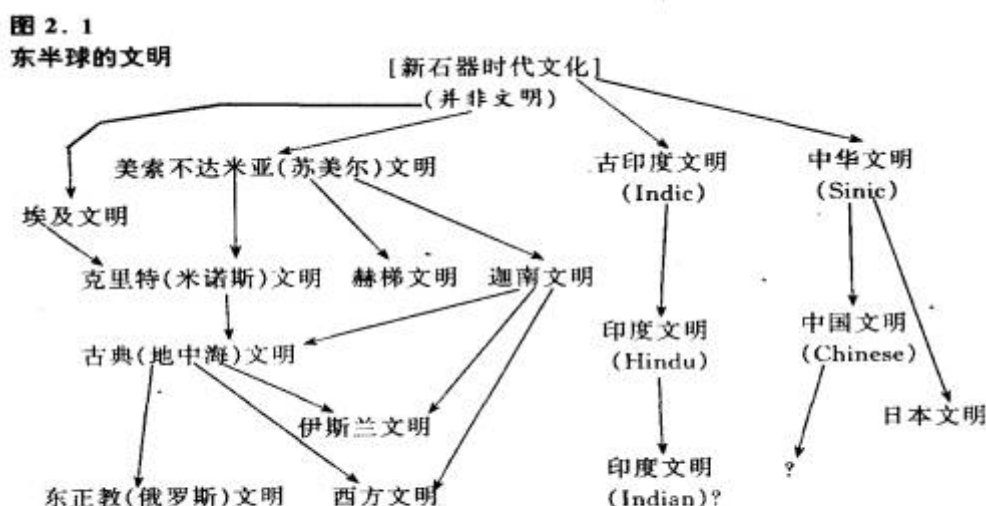 图 2. 1
东半球的文明
[新石器时代文化]
(并非文明)
美索不达米亚(苏美尔)文明
古印度文明
(Indic)
中华文明
(Sinic)
埃及文明
克里特(米诺斯)文明
赫梯文明
迦南文明
印度文明
(Hindu)
中国文明
(Chinese)
古典(地中海)文明
日本文明
伊斯兰文明
东正教(俄罗斯)文明
西方文明
印度文明
(Indian)?
?